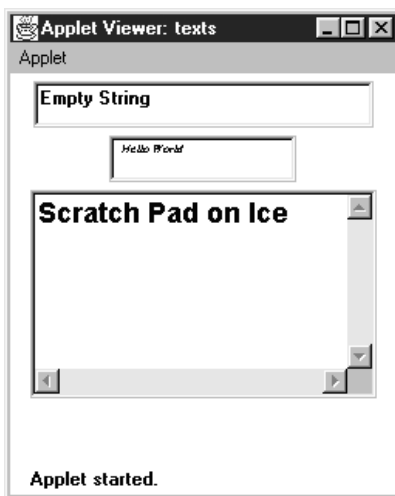 Applet Viewer: texts
Applet
Empty String
Hello World
Scratch Pad on Ice
Applet started.